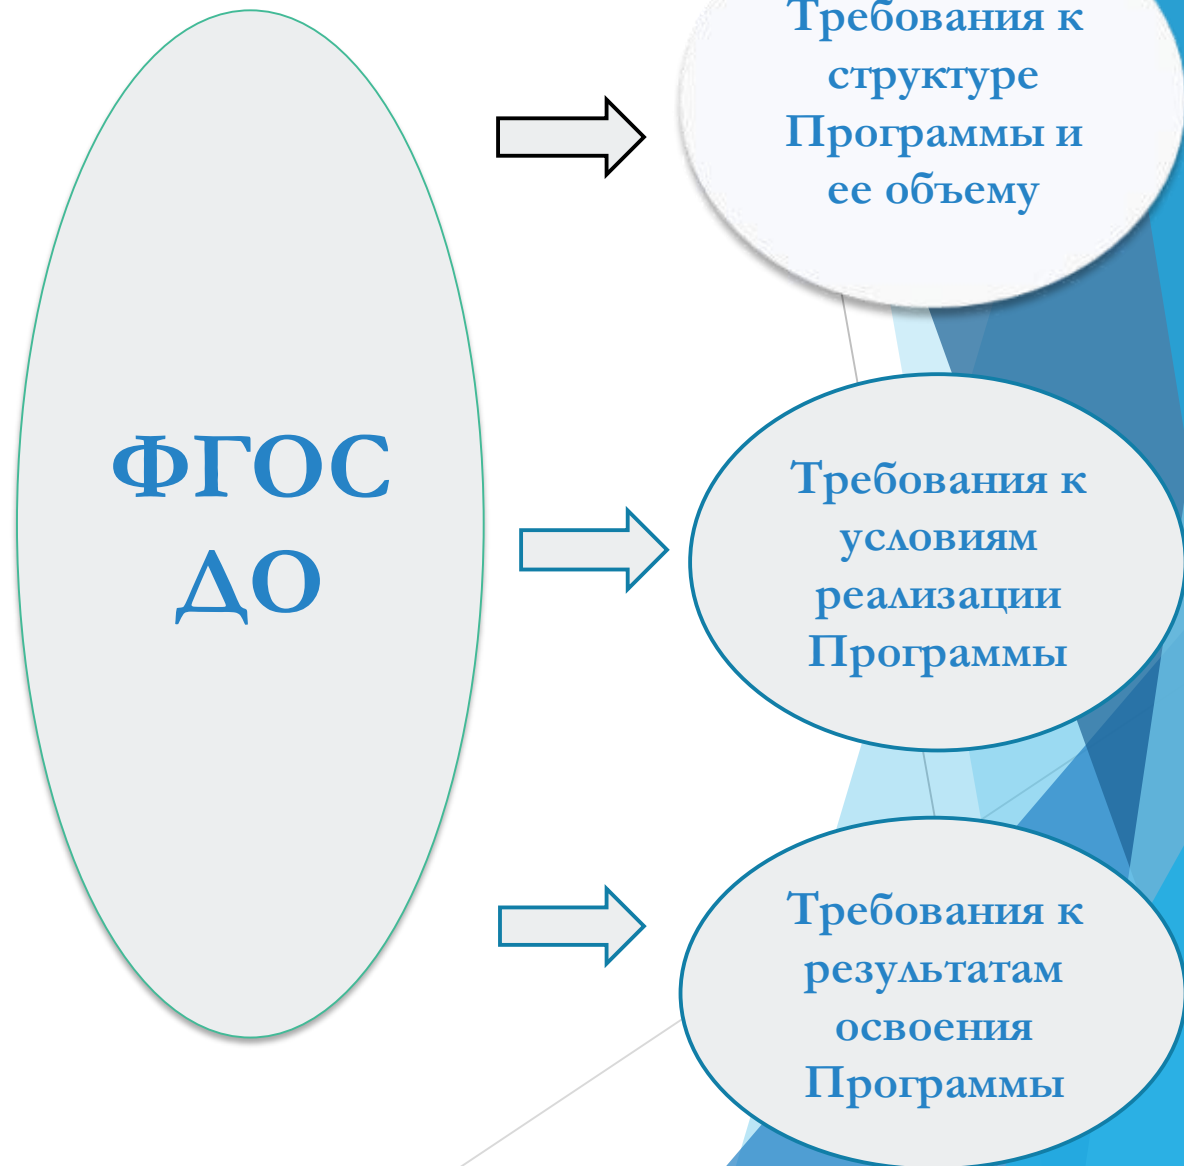 ФГОС
ДО
Требования к
структуре
Программы и
ее объему
Требования к
условиям
реализации
Программы
Требования к
результатам
освоения
Программы